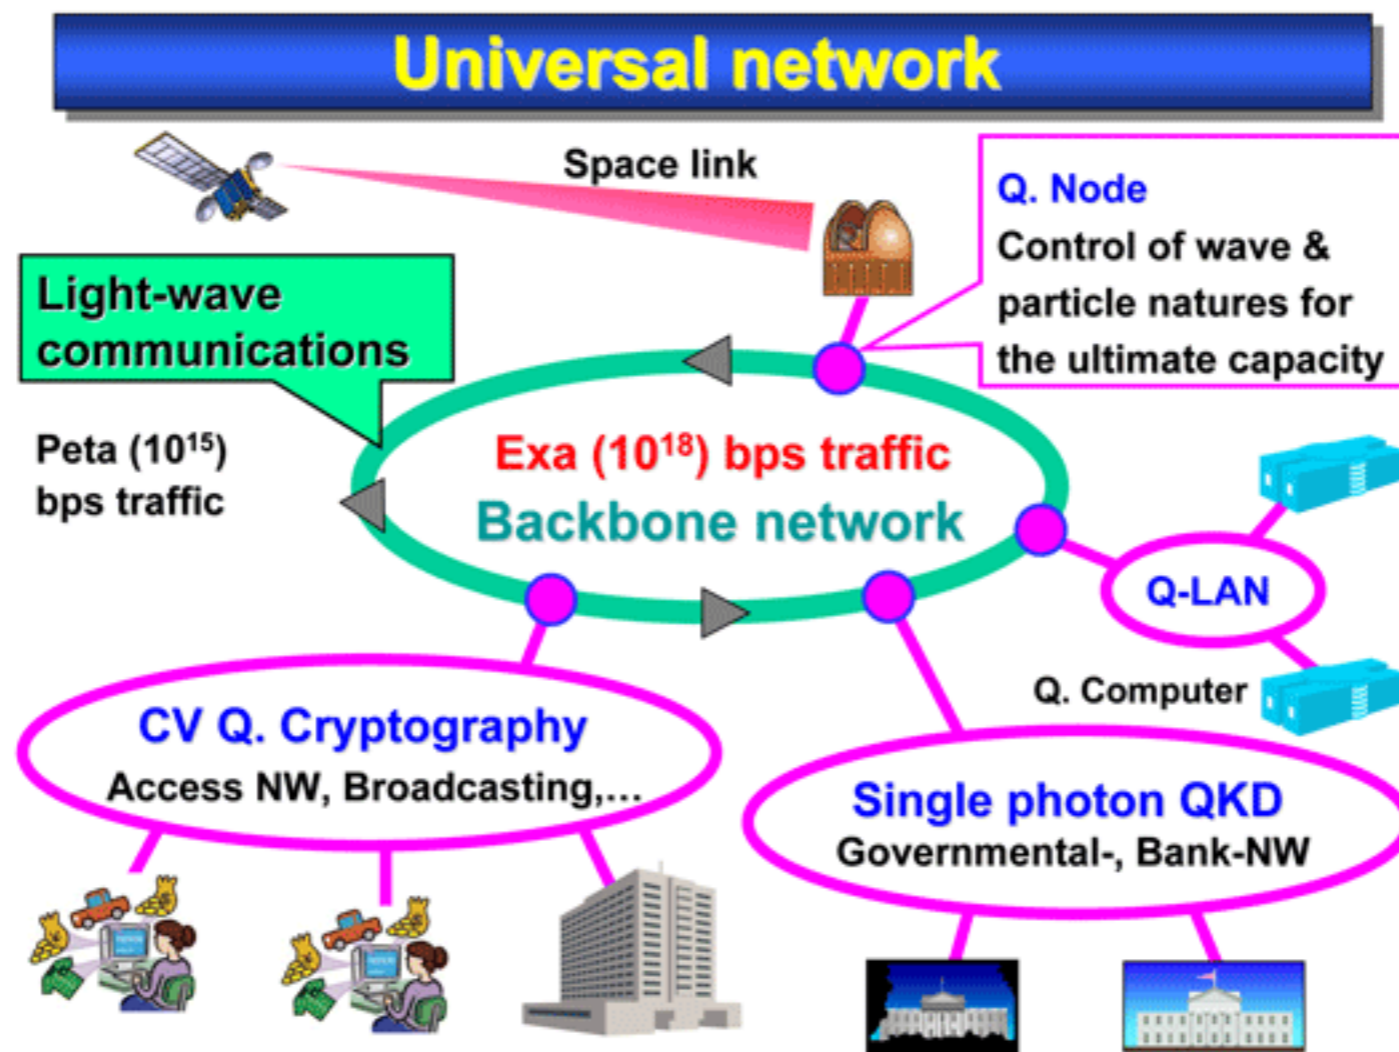 Universal network
Space link
Q. Node
Control of wave &
particle natures for
the ultimate capacity
Light-wave
communications
Peta (10¹⁵)
bps traffic
Exa (10¹⁸) bps traffic
Backbone network
Q-LAN
Q. Computer
CV Q. Cryptography
Access NW, Broadcasting,...
Single photon QKD
Governmental-, Bank-NW